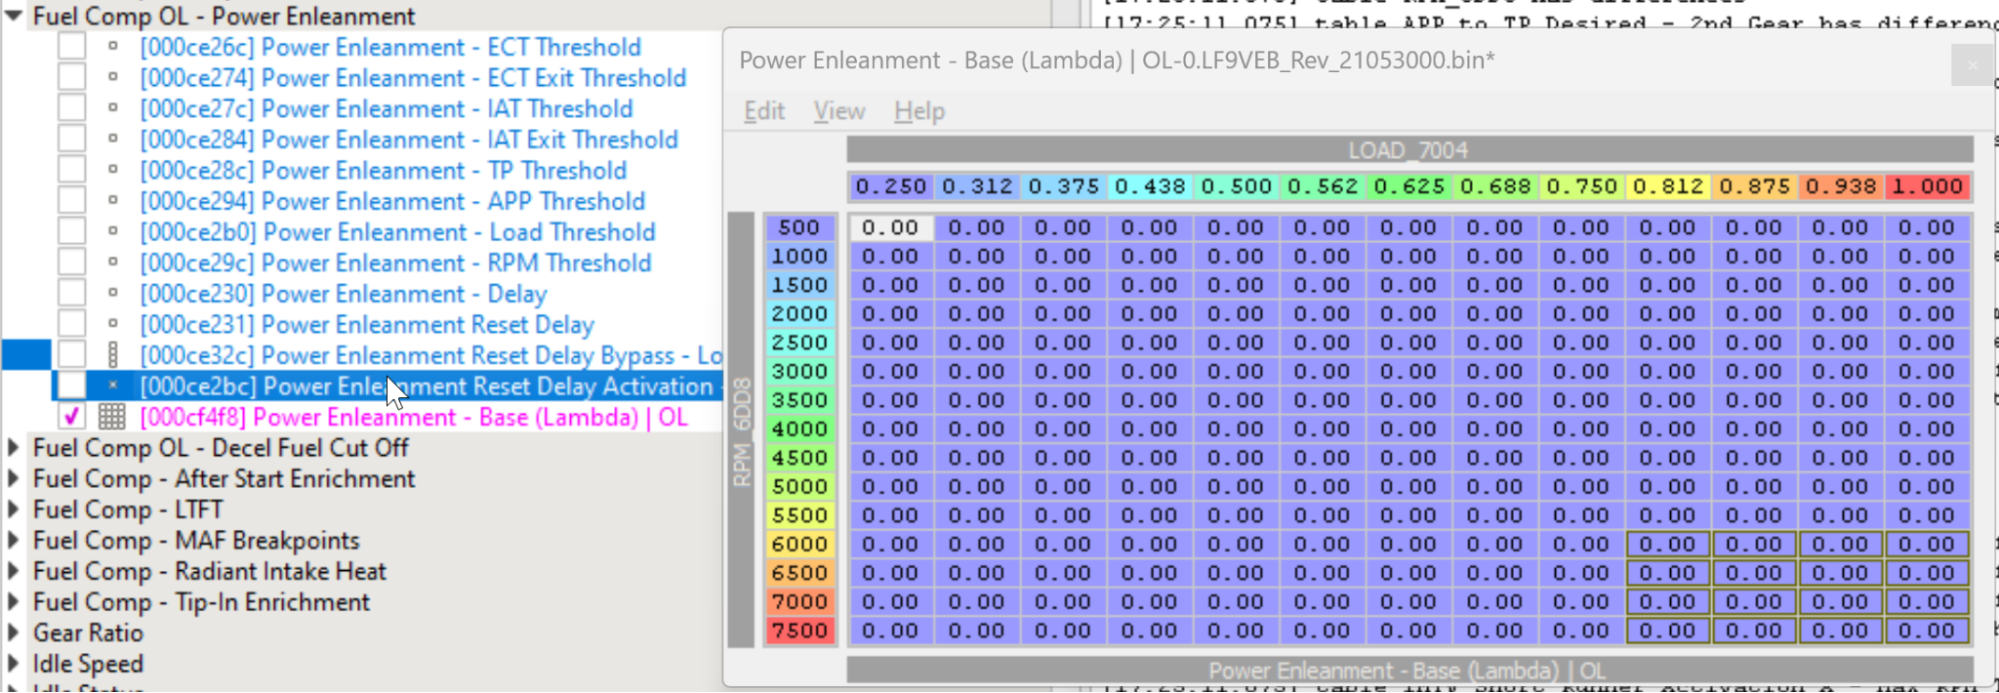 Fuel Comp OL - Power Enleanment
[000ce26c] Power Enleanment - ECT Threshold
[000ce274] Power Enleanment - ECT Exit Threshold
[000ce27c] Power Enleanment - IAT Threshold
[000ce284] Power Enleanment - IAT Exit Threshold
[000ce28c] Power Enleanment - TP Threshold
[000ce294] Power Enleanment - APP Threshold
[000ce2b0] Power Enleanment - Load Threshold
[000ce29c] Power Enleanment - RPM Threshold
[000ce230] Power Enleanment - Delay
[000ce231] Power Enleanment Reset Delay
[000ce32c] Power Enleanment Reset Delay Bypass - Lo
[000ce2bc] Power Enleanment Reset Delay Activation -
[000cf4f8] Power Enleanment - Base (Lambda) | OL
Fuel Comp OL - Decel Fuel Cut Off
Fuel Comp - After Start Enrichment
Fuel Comp - LTFT
Fuel Comp - MAF Breakpoints
Fuel Comp - Radiant Intake Heat
Fuel Comp - Tip-In Enrichment
Gear Ratio
Idle Speed
Idle Status
[17:25:11.075] table APP to TP Desired - 2nd Gear has differenc
Power Enleanment - Base (Lambda) | OL-0.LF9VEB_Rev_21053000.bin*
Edit View Help
LOAD_7004
0.250 0.312 0.375 0.438 0.500 0.562 0.625 0.688 0.750 0.812 0.875 0.938 1.000
RPM_6DD8
500 0.00 0.00 0.00 0.00 0.00 0.00 0.00 0.00 0.00 0.00 0.00 0.00 0.00
1000 0.00 0.00 0.00 0.00 0.00 0.00 0.00 0.00 0.00 0.00 0.00 0.00 0.00
1500 0.00 0.00 0.00 0.00 0.00 0.00 0.00 0.00 0.00 0.00 0.00 0.00 0.00
2000 0.00 0.00 0.00 0.00 0.00 0.00 0.00 0.00 0.00 0.00 0.00 0.00 0.00
2500 0.00 0.00 0.00 0.00 0.00 0.00 0.00 0.00 0.00 0.00 0.00 0.00 0.00
3000 0.00 0.00 0.00 0.00 0.00 0.00 0.00 0.00 0.00 0.00 0.00 0.00 0.00
3500 0.00 0.00 0.00 0.00 0.00 0.00 0.00 0.00 0.00 0.00 0.00 0.00 0.00
4000 0.00 0.00 0.00 0.00 0.00 0.00 0.00 0.00 0.00 0.00 0.00 0.00 0.00
4500 0.00 0.00 0.00 0.00 0.00 0.00 0.00 0.00 0.00 0.00 0.00 0.00 0.00
5000 0.00 0.00 0.00 0.00 0.00 0.00 0.00 0.00 0.00 0.00 0.00 0.00 0.00
5500 0.00 0.00 0.00 0.00 0.00 0.00 0.00 0.00 0.00 0.00 0.00 0.00 0.00
6000 0.00 0.00 0.00 0.00 0.00 0.00 0.00 0.00 0.00 0.00 0.00 0.00 0.00
6500 0.00 0.00 0.00 0.00 0.00 0.00 0.00 0.00 0.00 0.00 0.00 0.00 0.00
7000 0.00 0.00 0.00 0.00 0.00 0.00 0.00 0.00 0.00 0.00 0.00 0.00 0.00
7500 0.00 0.00 0.00 0.00 0.00 0.00 0.00 0.00 0.00 0.00 0.00 0.00 0.00
Power Enleanment - Base (Lambda) | OL